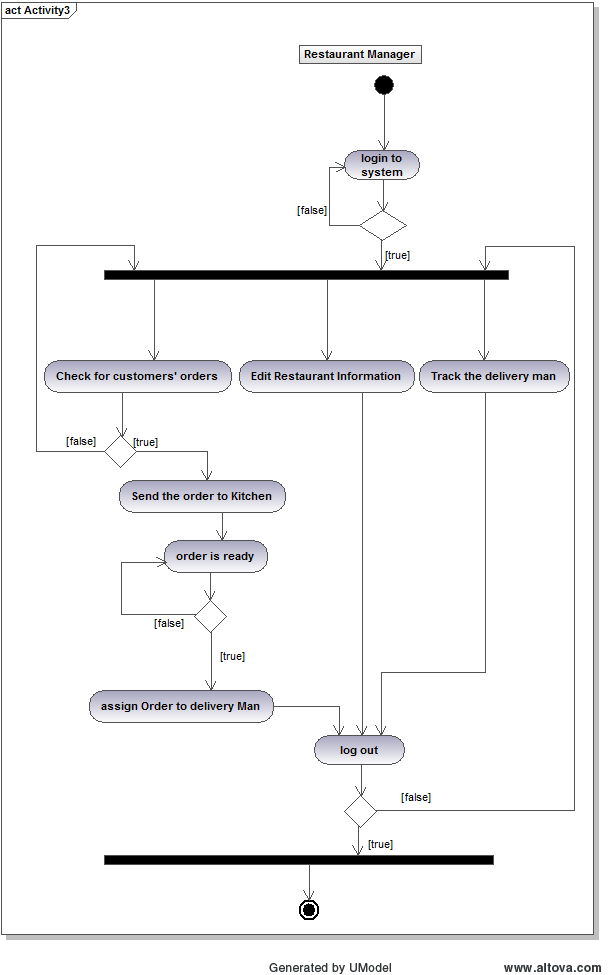 act Activity3
Restaurant Manager
login to
system
[false]
[true]
Check for customers' orders
Edit Restaurant Information
Track the delivery man
[false]
[true]
Send the order to Kitchen
order is ready
[false]
[true]
assign Order to delivery Man
log out
[false]
[true]
Generated by UModel
www.altova.com